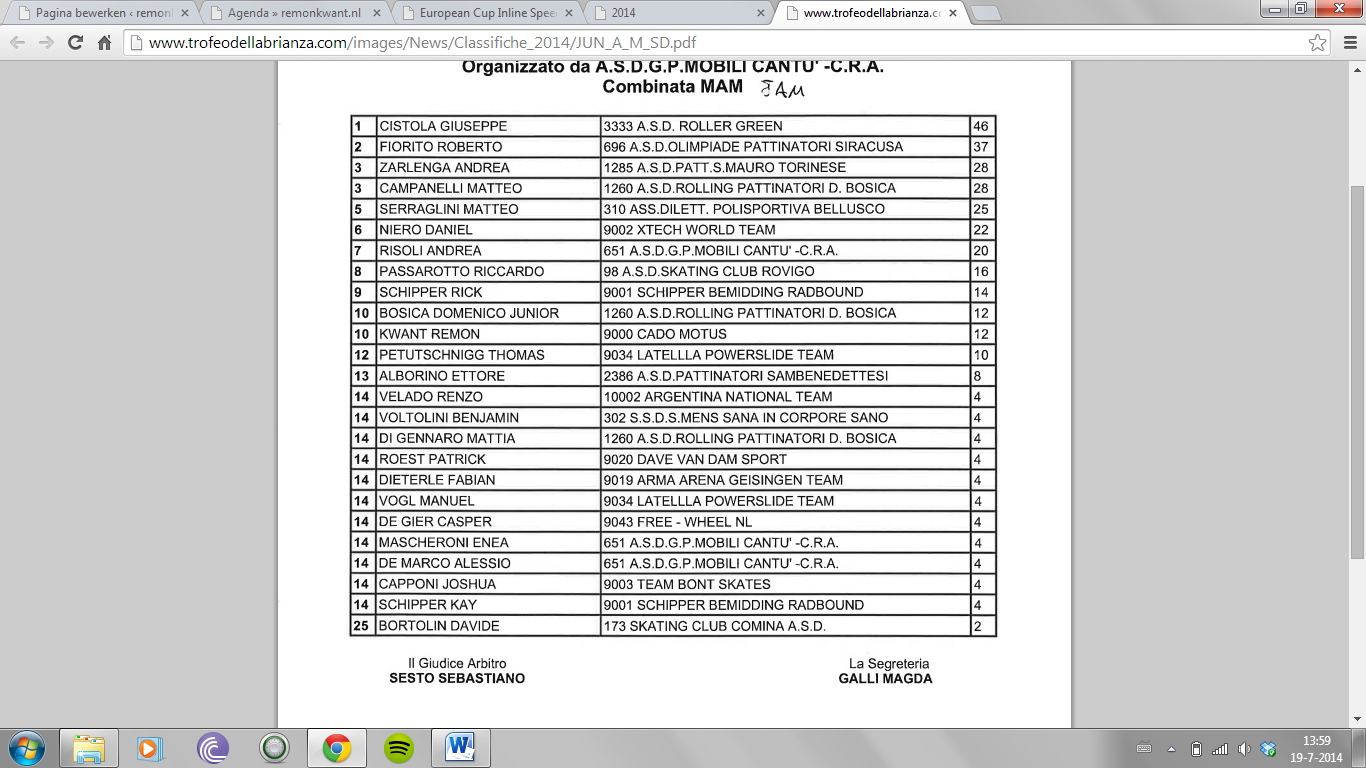 Pagina bewerken ‹ remonl
Agenda » remonkwant.nl
European Cup Inline Spee
2014
www.trofeodellabrianza.co
www.trofeodellabrianza.com/images/News/Classifiche_2014/JUN_A_M_SD.pdf
Organizzato da A.S.D.G.P.MOBILI CANTU' -C.R.A.
Combinata MAM JAM
1 CISTOLA GIUSEPPE 3333 A.S.D. ROLLER GREEN 46
2 FIORITO ROBERTO 696 A.S.D.OLIMPIADE PATTINATORI SIRACUSA 37
3 ZARLENGA ANDREA 1285 A.S.D.PATT.S.MAURO TORINESE 28
3 CAMPANELLI MATTEO 1260 A.S.D.ROLLING PATTINATORI D. BOSICA 28
5 SERRAGLINI MATTEO 310 ASS.DILETT. POLISPORTIVA BELLUSCO 25
6 NIERO DANIEL 9002 XTECH WORLD TEAM 22
7 RISOLI ANDREA 651 A.S.D.G.P.MOBILI CANTU' -C.R.A. 20
8 PASSAROTTO RICCARDO 98 A.S.D.SKATING CLUB ROVIGO 16
9 SCHIPPER RICK 9001 SCHIPPER BEMIDDING RADBOUND 14
10 BOSICA DOMENICO JUNIOR 1260 A.S.D.ROLLING PATTINATORI D. BOSICA 12
10 KWANT REMON 9000 CADO MOTUS 12
12 PETUTSCHNIGG THOMAS 9034 LATELLLA POWERSLIDE TEAM 10
13 ALBORINO ETTORE 2386 A.S.D.PATTINATORI SAMBENEDETTESI 8
14 VELADO RENZO 10002 ARGENTINA NATIONAL TEAM 4
14 VOLTOLINI BENJAMIN 302 S.S.D.S.MENS SANA IN CORPORE SANO 4
14 DI GENNARO MATTIA 1260 A.S.D.ROLLING PATTINATORI D. BOSICA 4
14 ROEST PATRICK 9020 DAVE VAN DAM SPORT 4
14 DIETERLE FABIAN 9019 ARMA ARENA GEISINGEN TEAM 4
14 VOGL MANUEL 9034 LATELLLA POWERSLIDE TEAM 4
14 DE GIER CASPER 9043 FREE - WHEEL NL 4
14 MASCHERONI ENEA 651 A.S.D.G.P.MOBILI CANTU' -C.R.A. 4
14 DE MARCO ALESSIO 651 A.S.D.G.P.MOBILI CANTU' -C.R.A. 4
14 CAPPONI JOSHUA 9003 TEAM BONT SKATES 4
14 SCHIPPER KAY 9001 SCHIPPER BEMIDDING RADBOUND 4
25 BORTOLIN DAVIDE 173 SKATING CLUB COMINA A.S.D. 2
Il Giudice Arbitro
SESTO SEBASTIANO
La Segreteria
GALLI MAGDA
13:59
19-7-2014